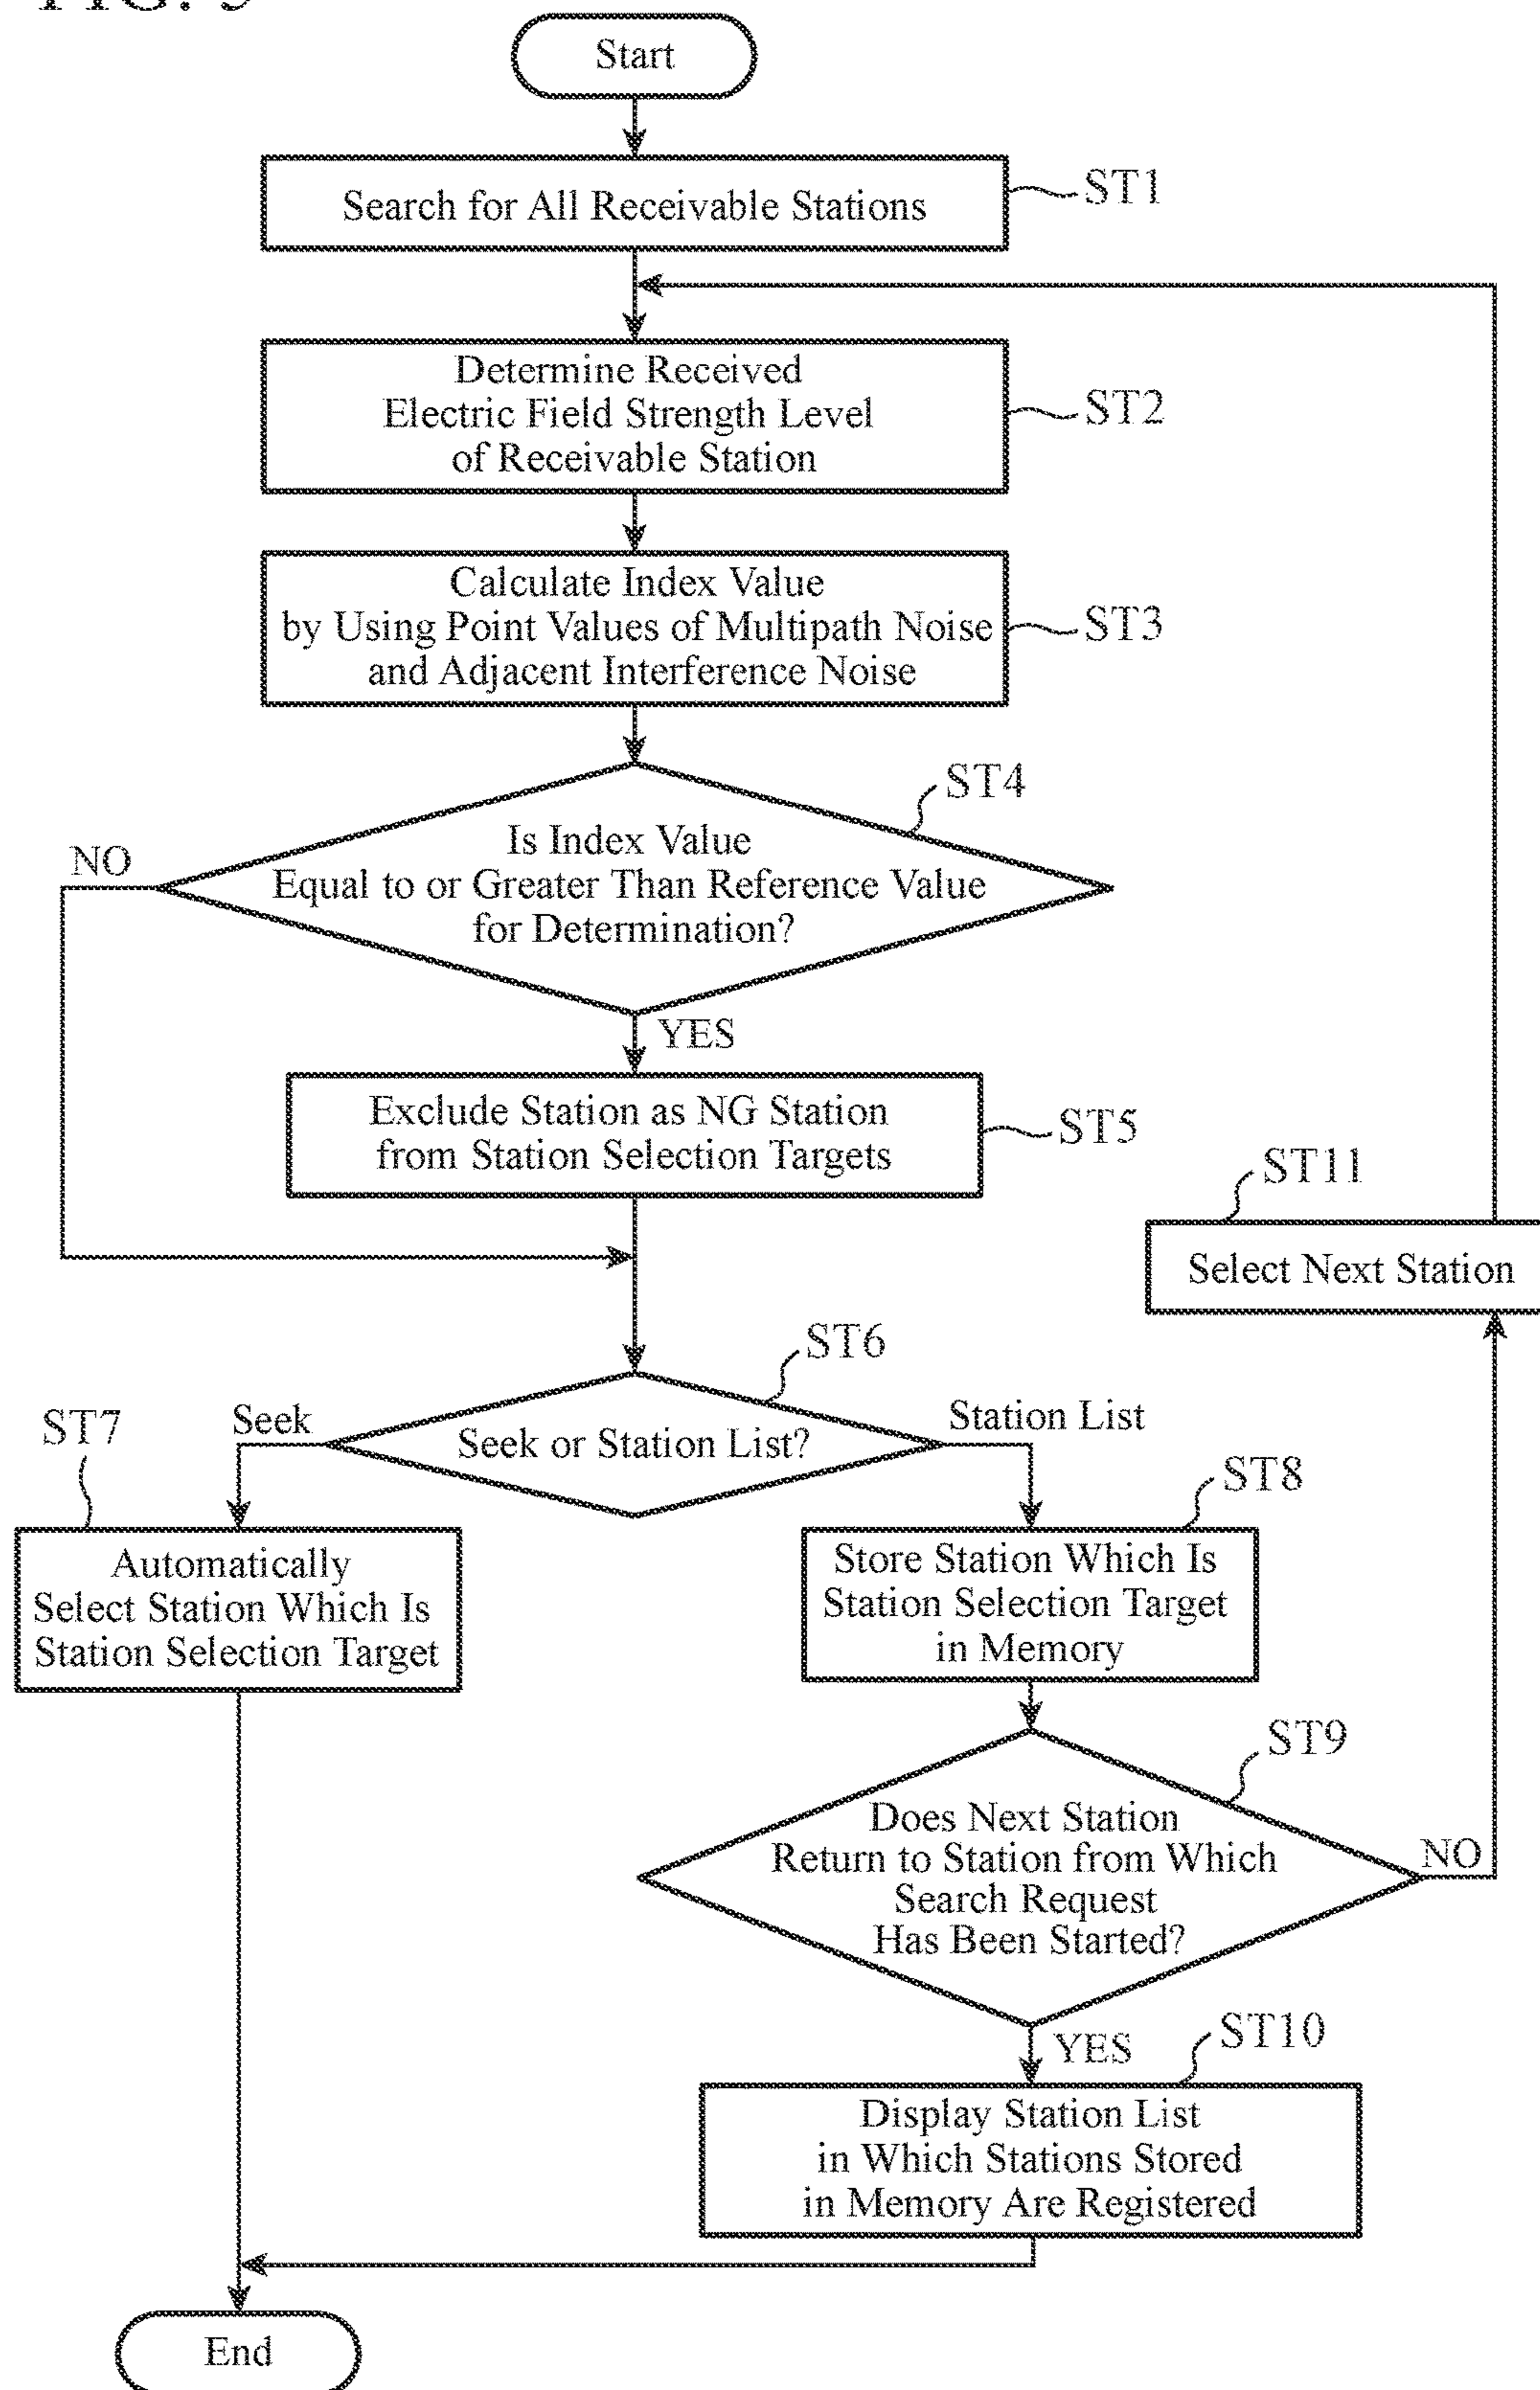 Start
Search for All Receivable Stations
ST1
Determine Received
Electric Field Strength Level
of Receivable Station
ST2
Calculate Index Value
by Using Point Values of Multipath Noise
and Adjacent Interference Noise
ST3
ST4
Is Index Value
Equal to or Greater Than Reference Value
for Determination?
NO
YES
Exclude Station as NG Station
from Station Selection Targets
ST5
ST11
Select Next Station
ST6
Seek or Station List?
Seek
Station List
ST7
Automatically
Select Station Which Is
Station Selection Target
ST8
Store Station Which Is
Station Selection Target
in Memory
ST9
Does Next Station
Return to Station from Which
Search Request
Has Been Started?
NO
YES
ST10
Display Station List
in Which Stations Stored
in Memory Are Registered
End